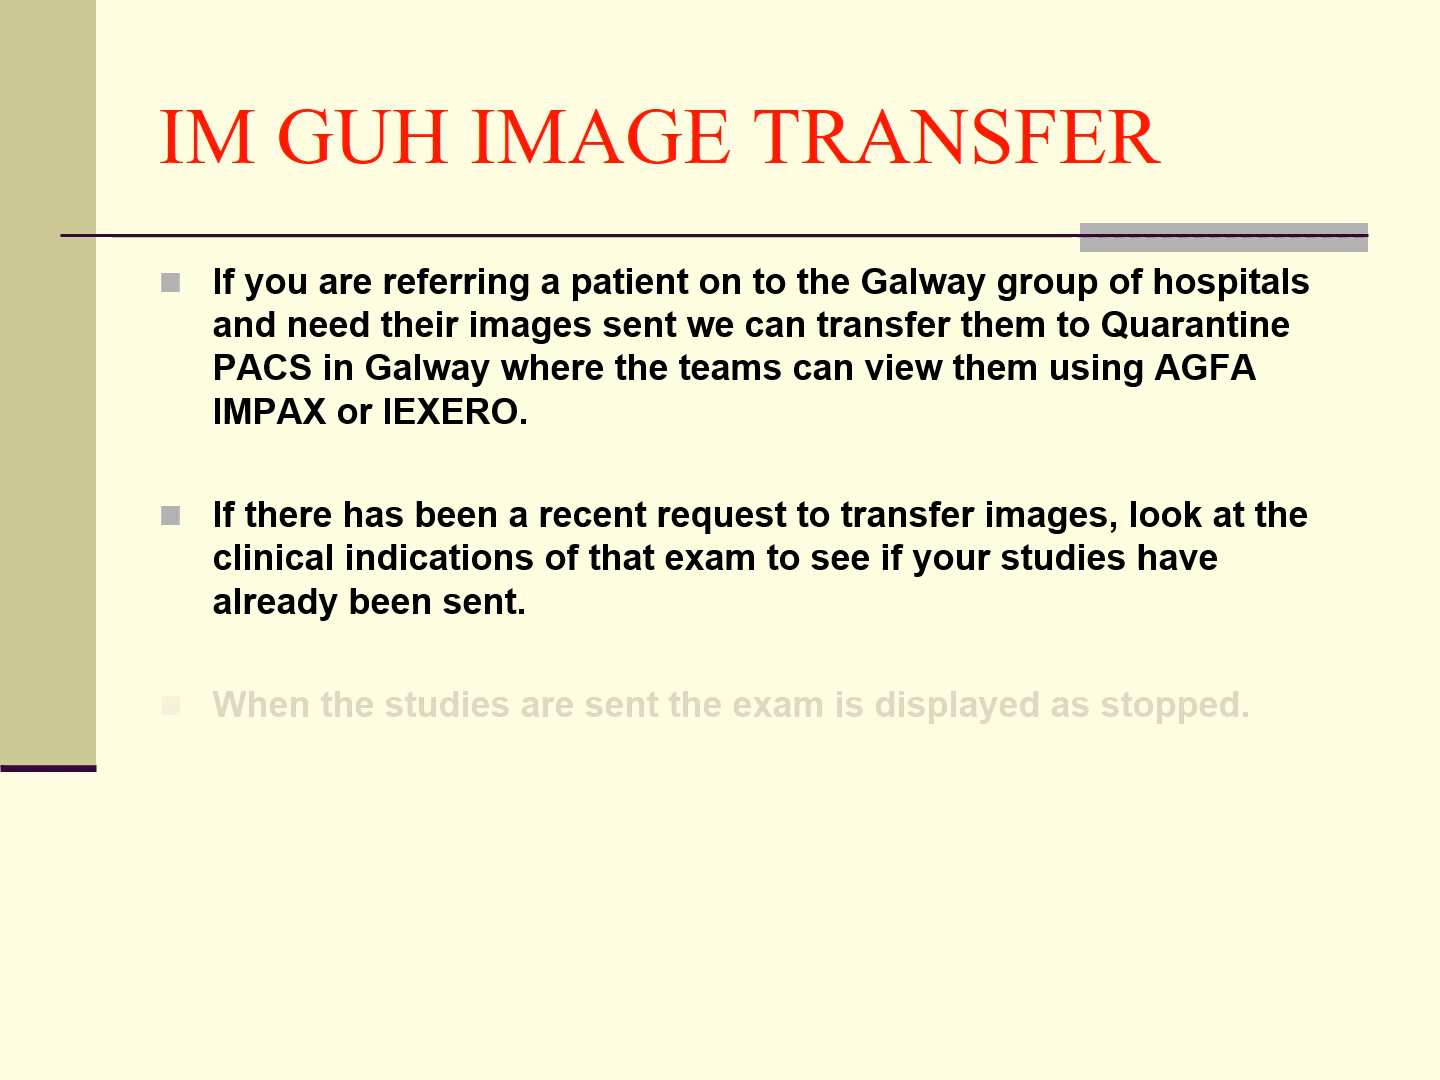 IM GUH IMAGE TRANSFER
If you are referring a patient on to the Galway group of hospitals
and need their images sent we can transfer them to Quarantine
PACS in Galway where the teams can view them using AGFA
IMPAX or IEXERO.
If there has been a recent request to transfer images, look at the
clinical indications of that exam to see if your studies have
already been sent.
When the studies are sent the exam is displayed as stopped.